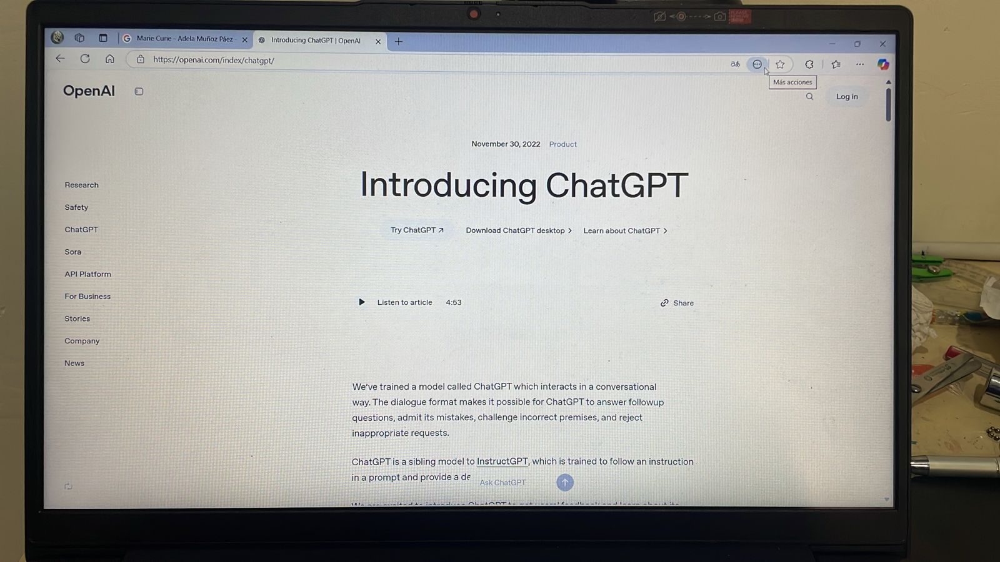 Marie Curie - Adela Muñoz Páez -
Introducing ChatGPT | OpenAI
https://openai.com/index/chatgpt/
aあ
Más acciones
OpenAI
Log in
November 30, 2022 Product
Introducing ChatGPT
Try ChatGPT
Download ChatGPT desktop
Learn about ChatGPT
Research
Safety
ChatGPT
Sora
API Platform
For Business
Stories
Company
News
Listen to article 4:53
Share
We've trained a model called ChatGPT which interacts in a conversational
way. The dialogue format makes it possible for ChatGPT to answer followup
questions, admit its mistakes, challenge incorrect premises, and reject
inappropriate requests.
ChatGPT is a sibling model to InstructGPT, which is trained to follow an instruction
in a prompt and provide a de
Ask ChatGPT